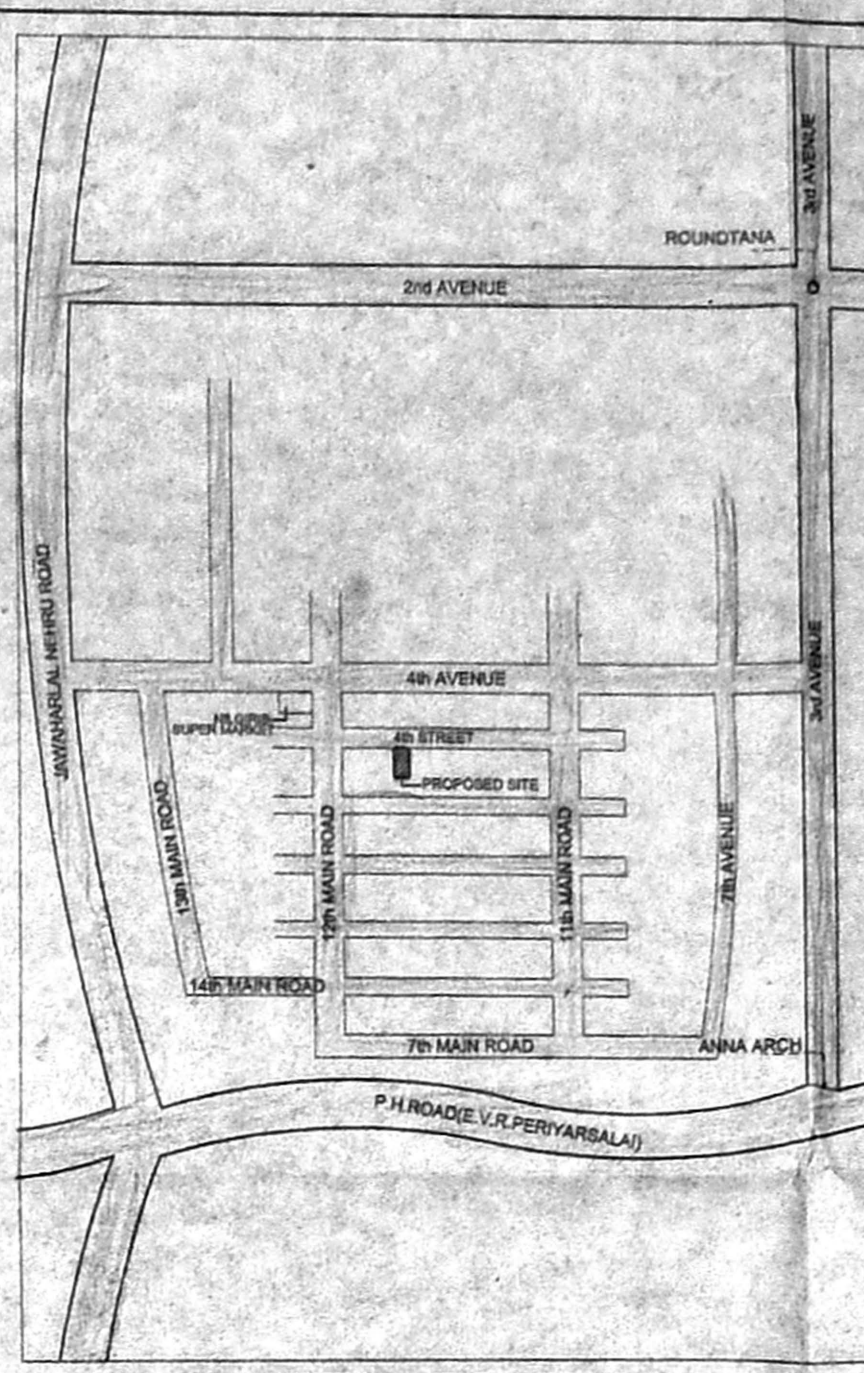 3rd AVENUE
ROUNDTANA
2nd AVENUE
JAWAHARLAL NEHRU ROAD
4th AVENUE
3rd AVENUE
NILGIRIS
SUPER MARKET
4th STREET
PROPOSED SITE
13th MAIN ROAD
12th MAIN ROAD
11th MAIN ROAD
7th AVENUE
14th MAIN ROAD
7th MAIN ROAD
ANNA ARCH
P.H.ROAD(E.V.R.PERIYARSALAI)